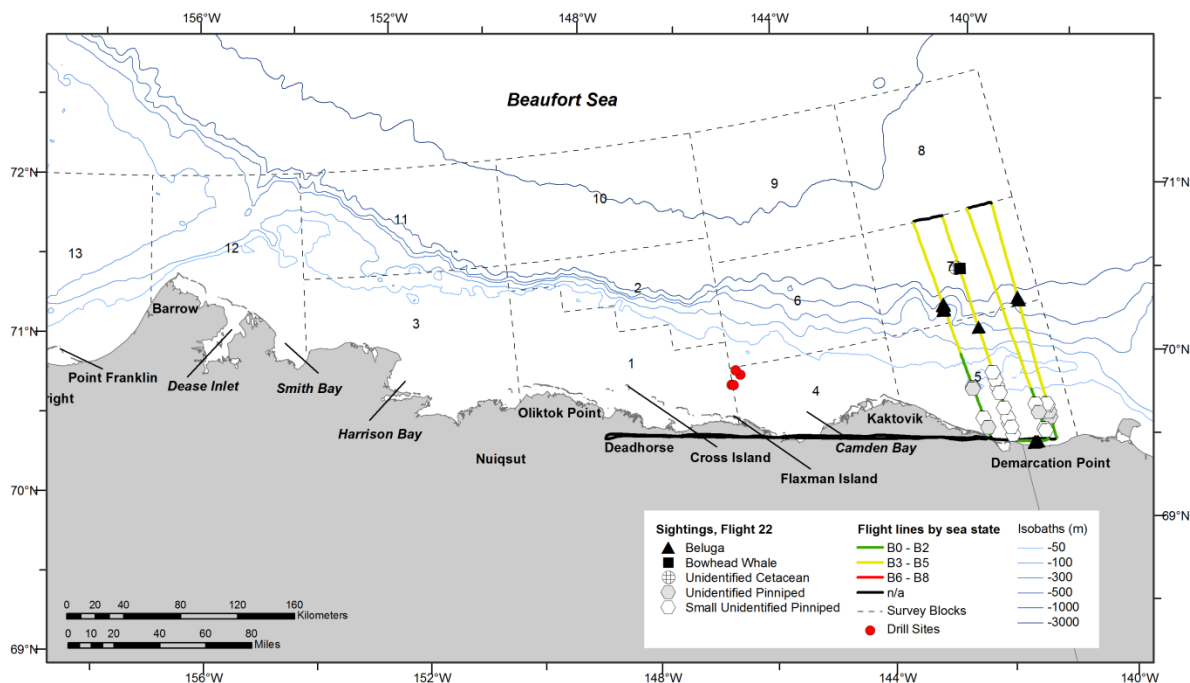 156°W
152°W
148°W
144°W
140°W
Beaufort Sea
8
72°N
9
71°N
10
11
12
13
7
2
6
Barrow
3
71°N
70°N
1
Point Franklin
Dease Inlet
Smith Bay
5
right
4
Oliktok Point
Kaktovik
Harrison Bay
Deadhorse
Camden Bay
Nuiqsut
Cross Island
Demarcation Point
Flaxman Island
70°N
69°N
Sightings, Flight 22
Beluga
Bowhead Whale
Unidentified Cetacean
Unidentified Pinniped
Small Unidentified Pinniped
Flight lines by sea state
B0 - B2
B3 - B5
B6 - B8
n/a
Survey Blocks
Drill Sites
Isobaths (m)
-50
-100
-300
-500
-1000
-3000
0 20 40 80 120 160
Kilometers
0 10 20 40 60 80
Miles
69°N
156°W
152°W
148°W
144°W
140°W